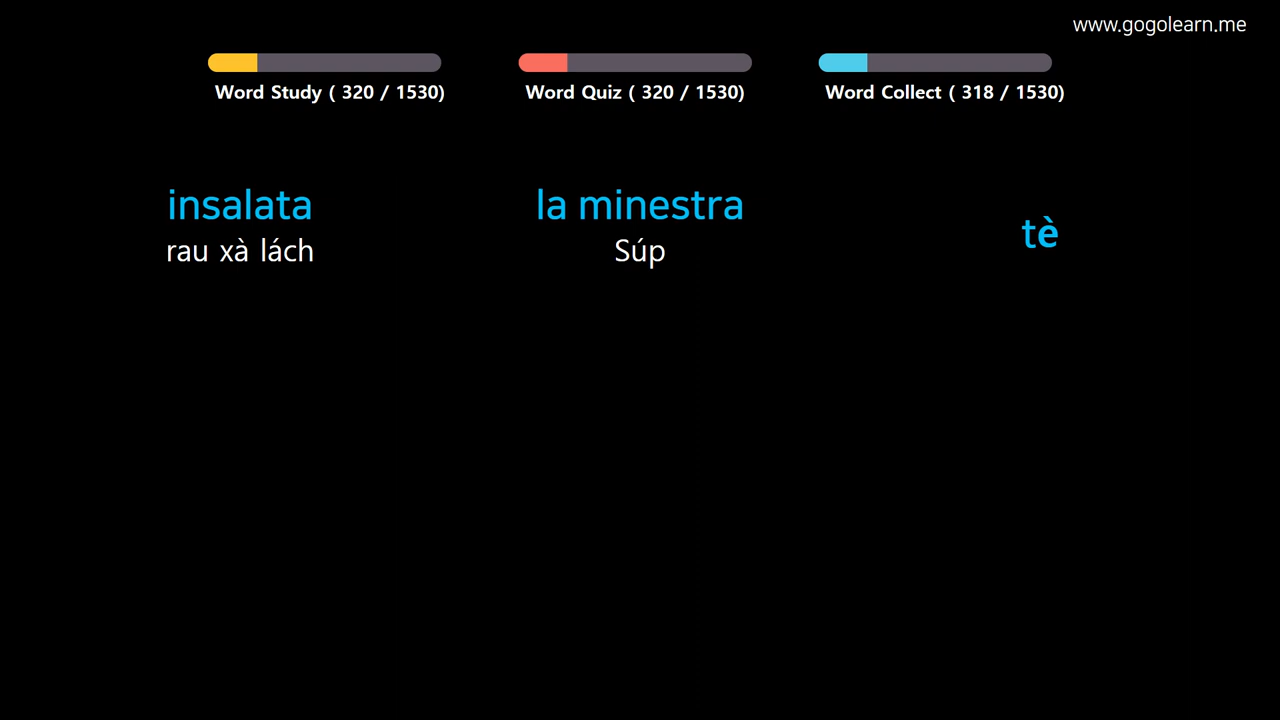 www.gogolearn.me
Word Study ( 320 / 1530)
Word Quiz ( 320 / 1530)
Word Collect ( 318 / 1530)
insalata
rau xà lách
la minestra
Súp
tè